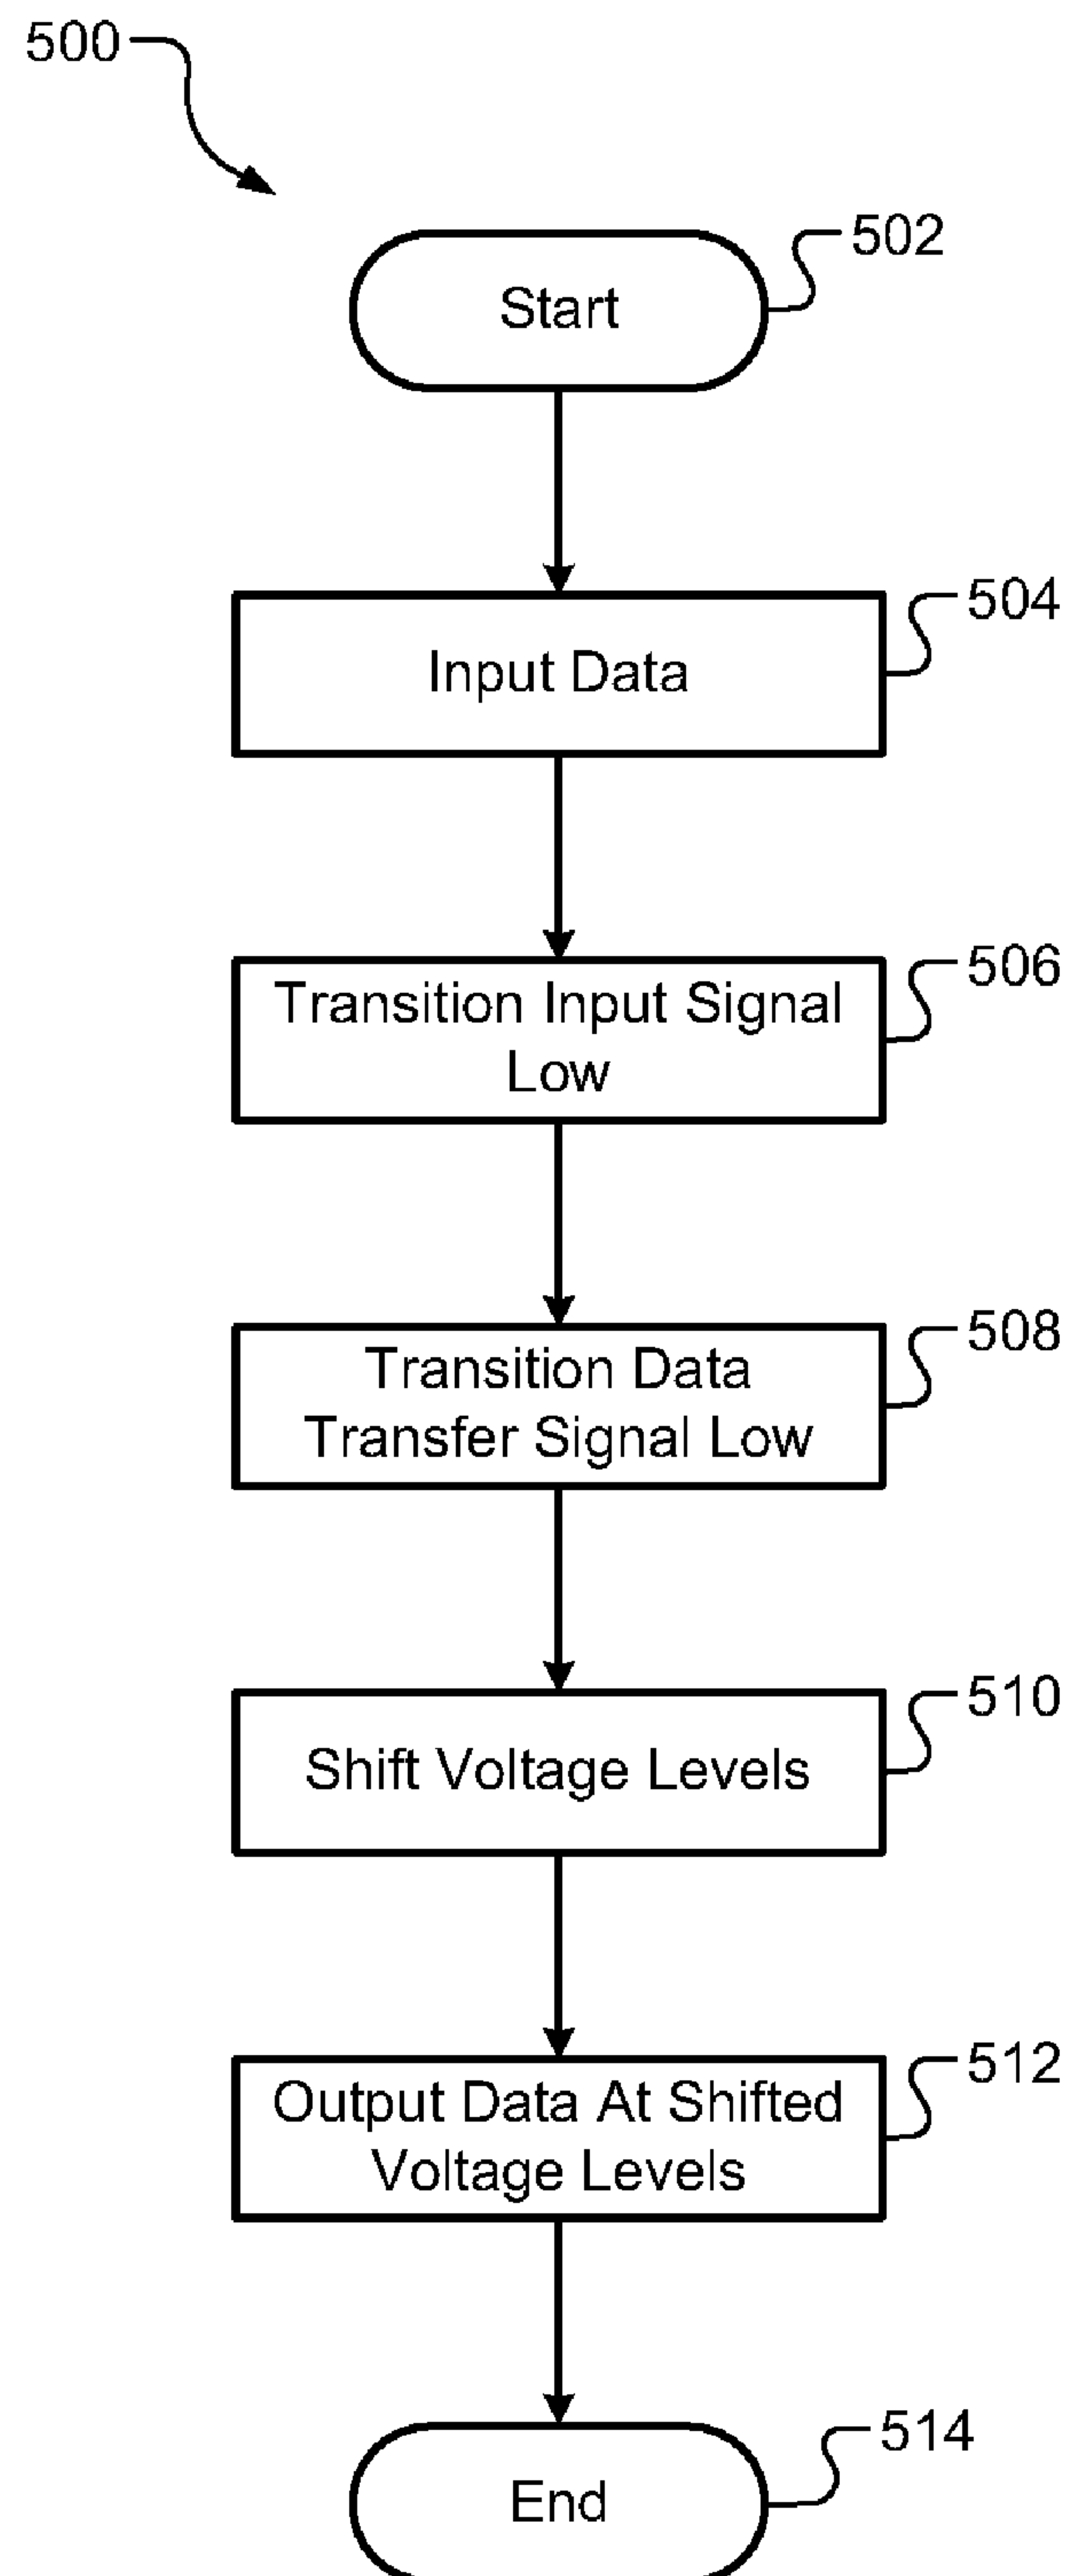 500
502
Start
504
Input Data
506
Transition Input Signal
Low
508
Transition Data
Transfer Signal Low
510
Shift Voltage Levels
512
Output Data At Shifted
Voltage Levels
514
End